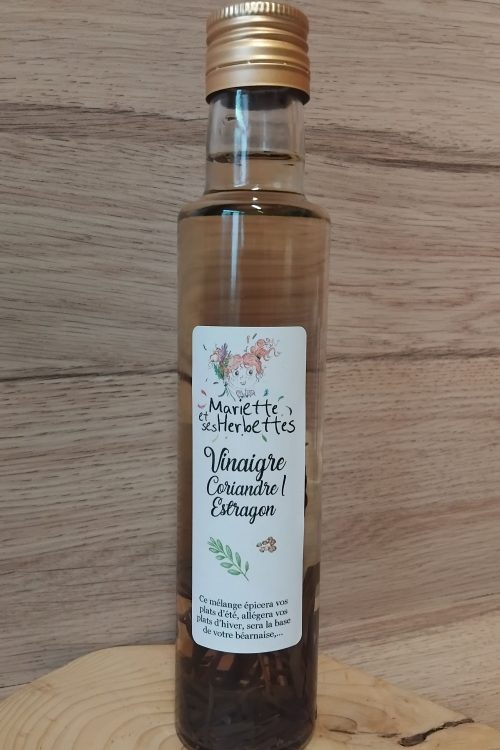 Mariette
et ses Herbettes
Vinaigre
Coriandre /
Estragon
Ce mélange épicera vos
plats d'été, allégera vos
plats d'hiver, sera la base
de votre béarnaise,...